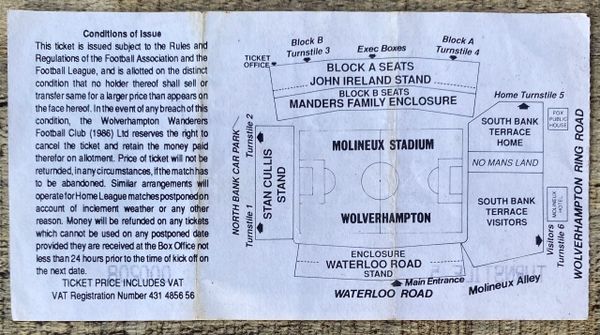 Conditions of Issue
This ticket is issued subject to the Rules and
Regulations of the Football Association and the
Football League, and is allotted on the distinct
condition that no holder thereof shall sell or
transfer same for a larger price than appears on
the face hereof. In the event of any breach of this
condition, the Wolverhampton Wanderers
Football Club (1986) Ltd reserves the right to
cancel the ticket and retain the money paid
therefor on allotment. Price of ticket will not be
returnded, in any circumstances, if the match has
to be abandoned. Similar arrangements will
operate for Home League matches postponed on
account of inclement weather or any other
reason. Money will be refunded on any tickets
which cannot be used on any postponed date
provided they are received at the Box Office not
less than 24 hours prior to the time of kick off on
the next date.
TICKET PRICE INCLUDES VAT
VAT Registration Number 431 4856 56
TICKET
OFFICE
Block B
Turnstile 3
Exec Boxes
Block A
Turnstile 4
BLOCK A SEATS
JOHN IRELAND STAND
BLOCK B SEATS
MANDERS FAMILY ENCLOSURE
NORTH BANK CAR PARK
Turnstile 1
Turnstile 2
STAN CULLIS
STAND
MOLINEUX STADIUM
WOLVERHAMPTON
Home Turnstile 5
SOUTH BANK
TERRACE
HOME
NO MANS LAND
SOUTH BANK
TERRACE
VISITORS
FOX
PUBLIC
HOUSE
MOLINEUX
HOTEL
Visitors
Turnstile 6
WOLVERHAMPTON RING ROAD
ENCLOSURE
WATERLOO ROAD
STAND
Main Entrance
WATERLOO ROAD
Molineux Alley